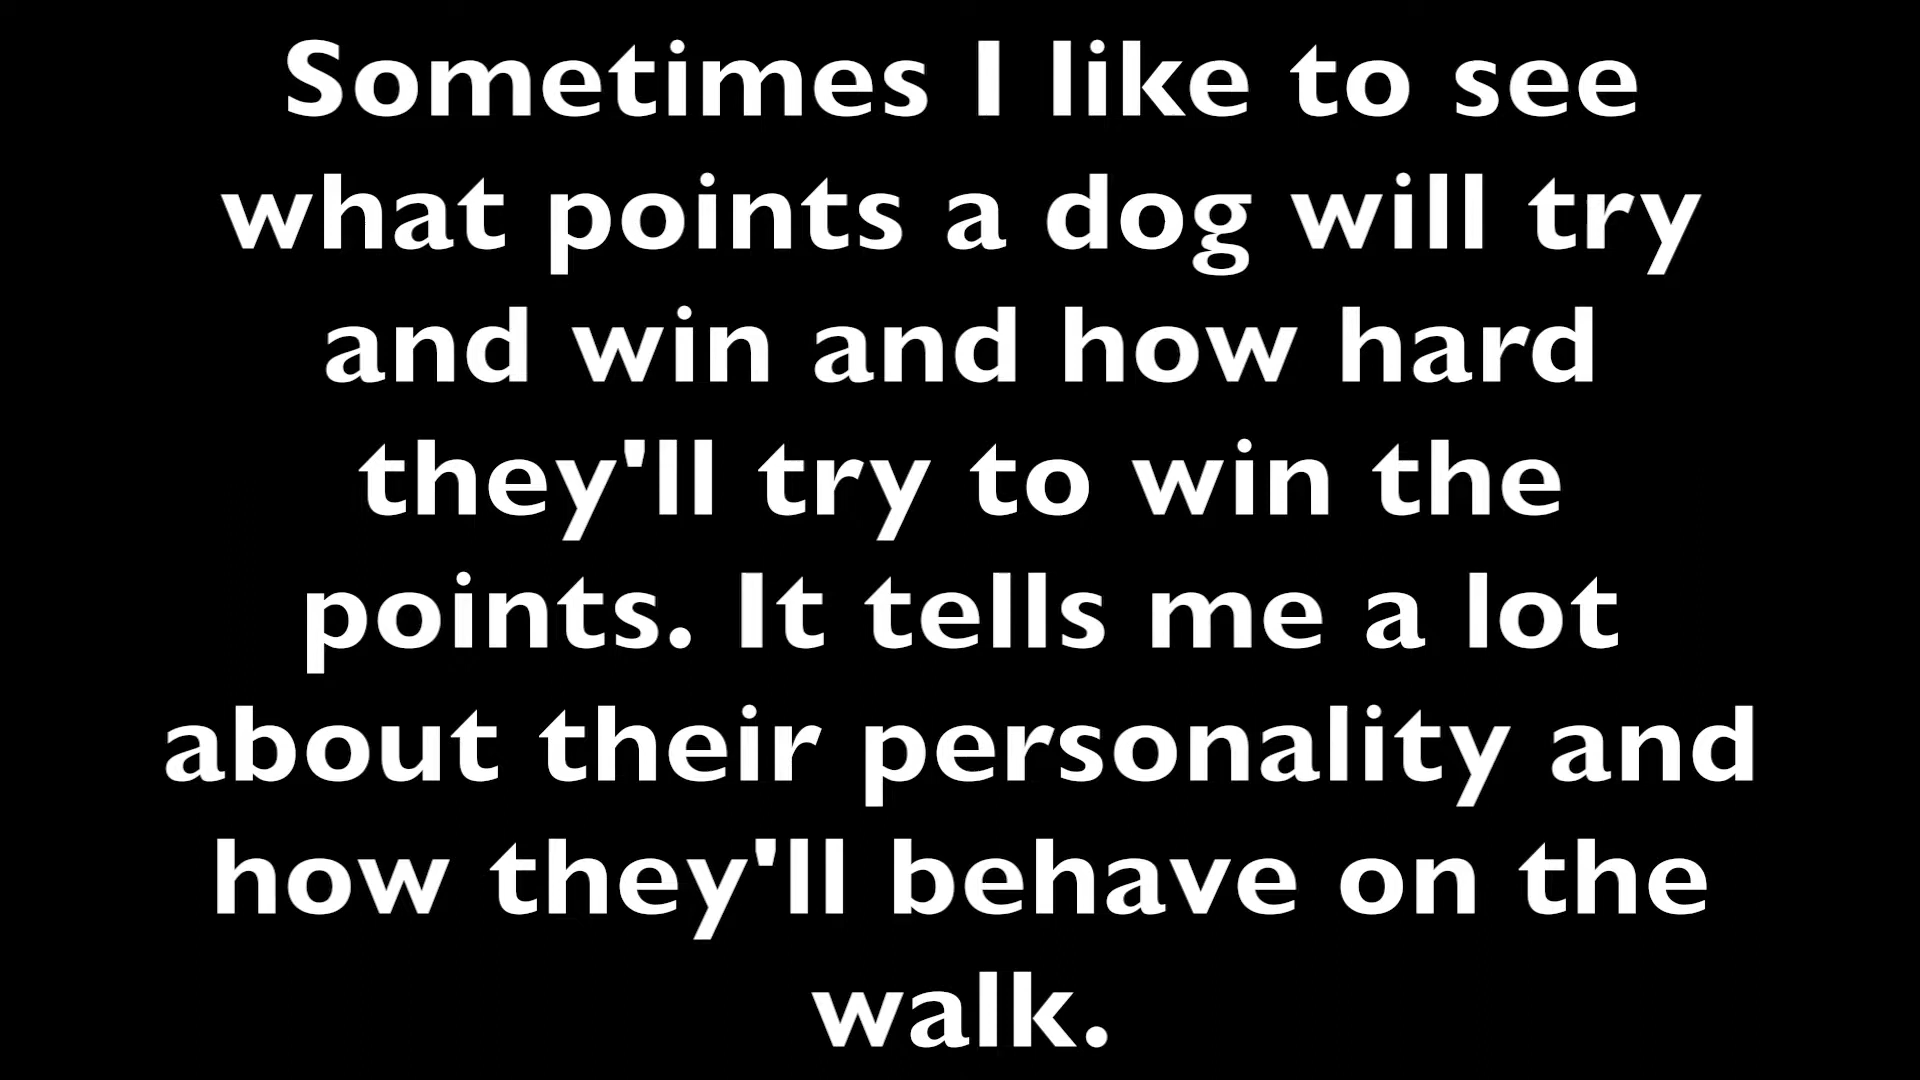 Sometimes I like to see
what points a dog will try
and win and how hard
they'll try to win the
points. It tells me a lot
about their personality and
how they'll behave on the
walk.